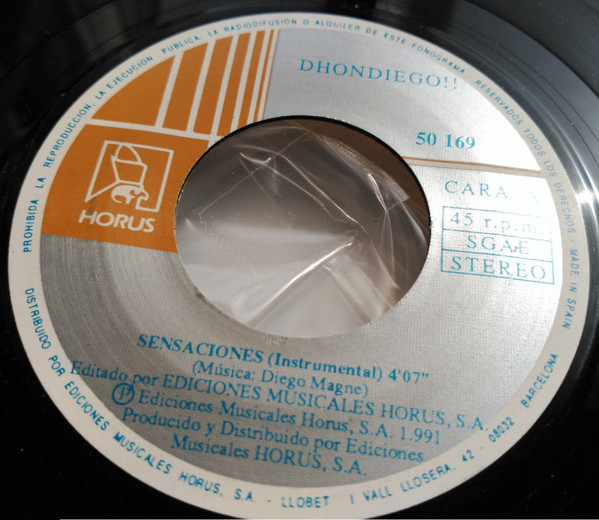 PROHIBIDA LA REPRODUCCION, LA EJECUCION PUBLICA, LA RADIODIFUSION O ALQUILER DE ESTE FONOGRAMA - RESERVADOS TODOS LOS DERECHOS - MADE IN SPAIN
DHONDIEGO!!
50 169
HORUS
CARA
45 r.p.m.
SGAE
STEREO
SENSACIONES (Instrumental) 4'07"
(Música: Diego Magne)
Editado por EDICIONES MUSICALES HORUS, S.A.
Ⓟ Ediciones Musicales Horus, S.A. 1.991
Producido y Distribuido por Ediciones
Musicales HORUS, S.A.
DISTRIBUIDO POR EDICIONES MUSICALES HORUS, S.A. - LLOBET I VALL LLOSERA, 42 - 08032 BARCELONA